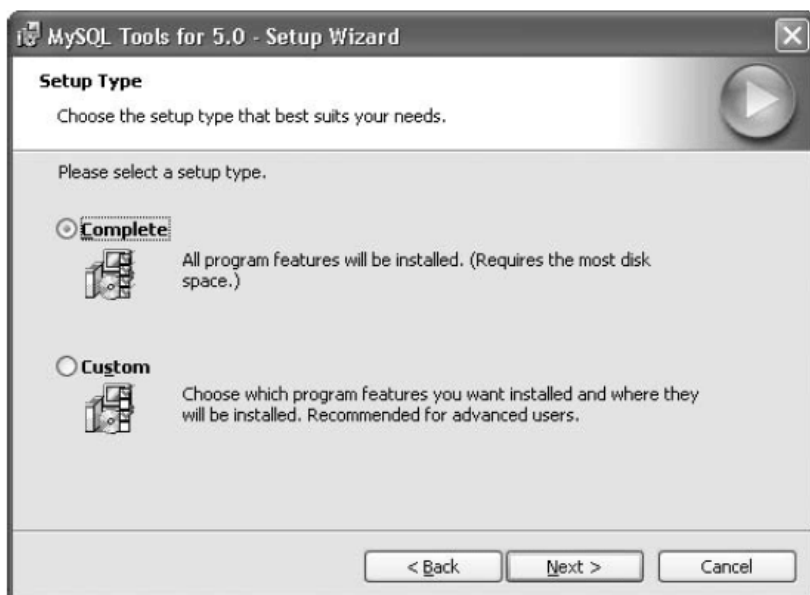 MySQL Tools for 5.0 - Setup Wizard
Setup Type
Choose the setup type that best suits your needs.
Please select a setup type.
Complete
All program features will be installed. (Requires the most disk
space.)
Custom
Choose which program features you want installed and where they
will be installed. Recommended for advanced users.
< Back
Next >
Cancel